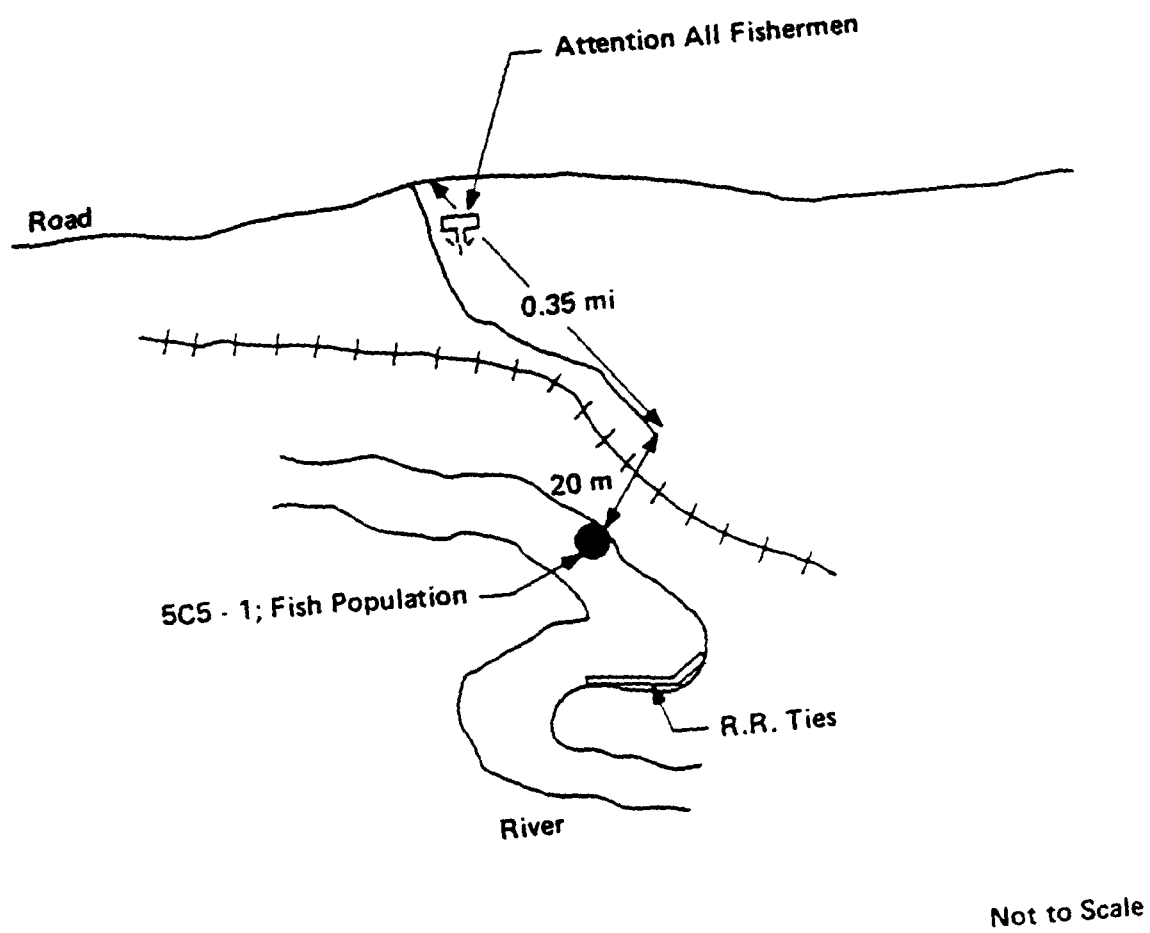 Attention All Fishermen
Road
0.35 mi
20 m
5C5 - 1; Fish Population
R.R. Ties
River
Not to Scale